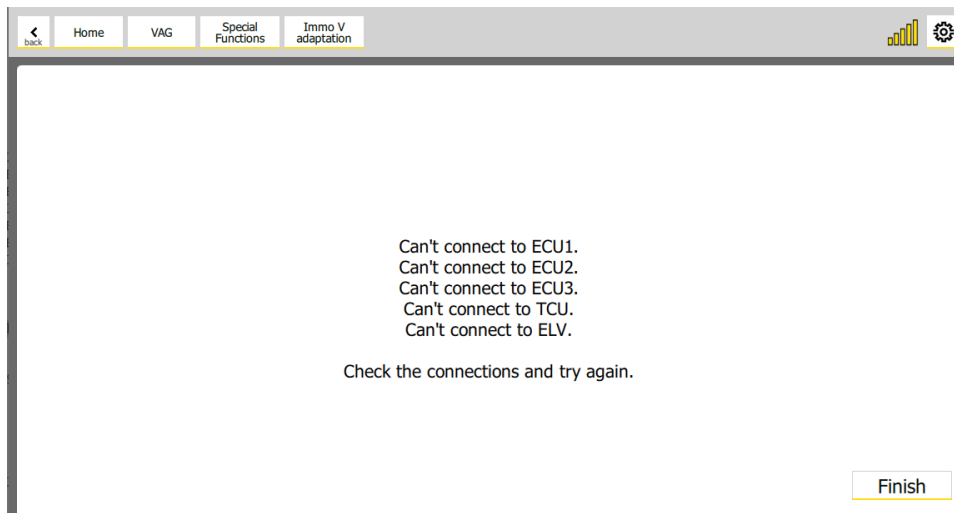 back
Home
VAG
Special
Functions
Immo V
adaptation
Can't connect to ECU1.
Can't connect to ECU2.
Can't connect to ECU3.
Can't connect to TCU.
Can't connect to ELV.
Check the connections and try again.
Finish